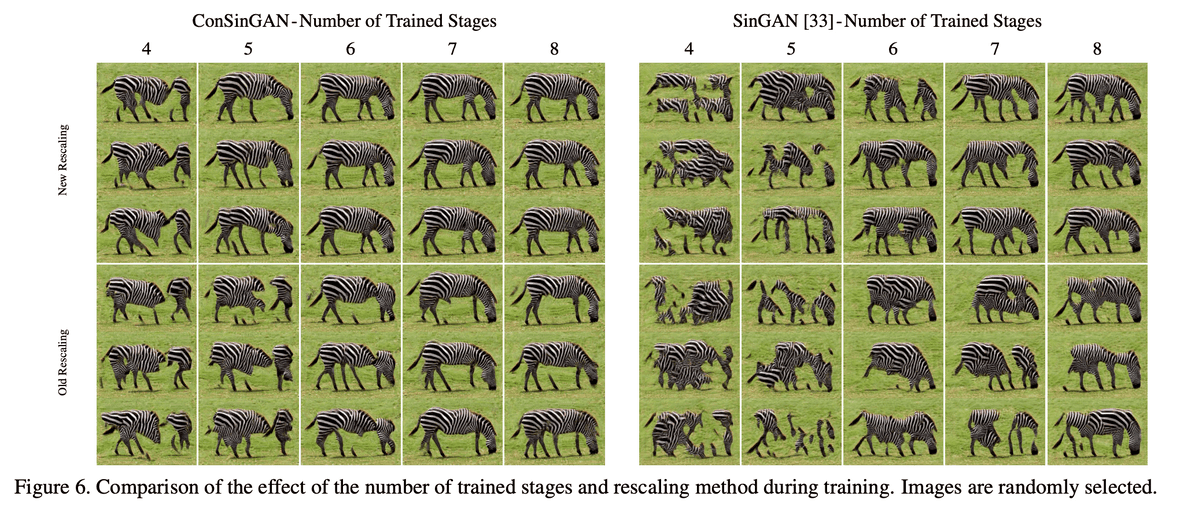 ConSinGAN - Number of Trained Stages
SinGAN [33] - Number of Trained Stages
4 5 6 7 8
4 5 6 7 8
New Rescaling
Old Rescaling
Figure 6. Comparison of the effect of the number of trained stages and rescaling method during training. Images are randomly selected.